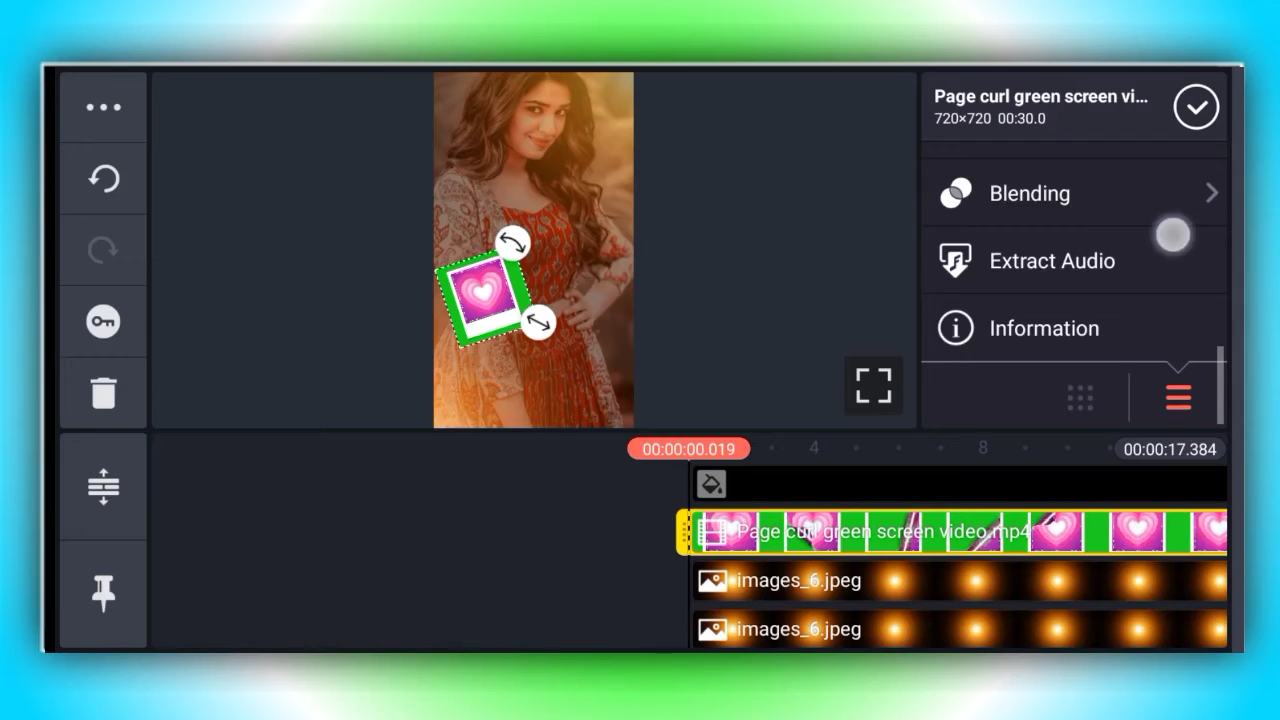 Page curl green screen vi...
720×720 00:30.0
Blending
Extract Audio
Information
00:00:00.019
4
8
00:00:17.384
Page curl green screen video.mp4
images_6.jpeg
images_6.jpeg